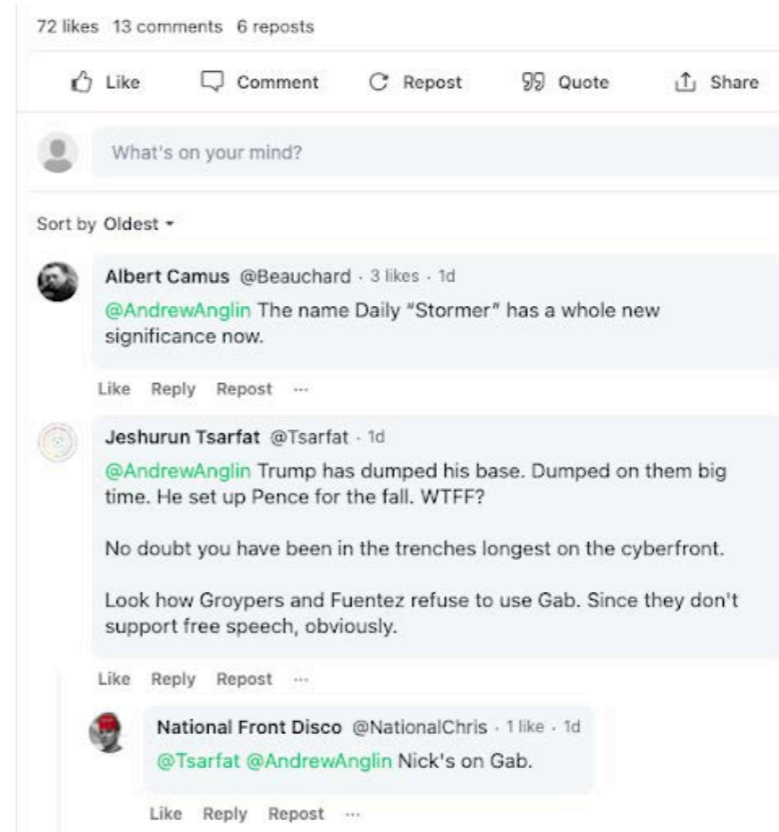 72 likes 13 comments 6 reposts
Like Comment Repost Quote Share
What's on your mind?
Sort by Oldest
Albert Camus @Beauchard · 3 likes · 1d
@AndrewAnglin The name Daily “Stormer” has a whole new
significance now.
Like Reply Repost ...
Jeshurun Tsarfat @Tsarfat · 1d
@AndrewAnglin Trump has dumped his base. Dumped on them big
time. He set up Pence for the fall. WTFF?
No doubt you have been in the trenches longest on the cyberfront.
Look how Groypers and Fuentez refuse to use Gab. Since they don't
support free speech, obviously.
Like Reply Repost ...
National Front Disco @NationalChris · 1 like · 1d
@Tsarfat @AndrewAnglin Nick's on Gab.
Like Reply Repost ...